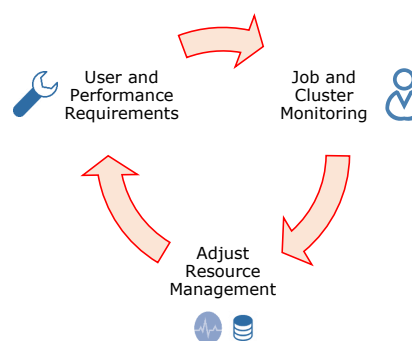 User and
Performance
Requirements
Job and
Cluster
Monitoring
Adjust
Resource
Management